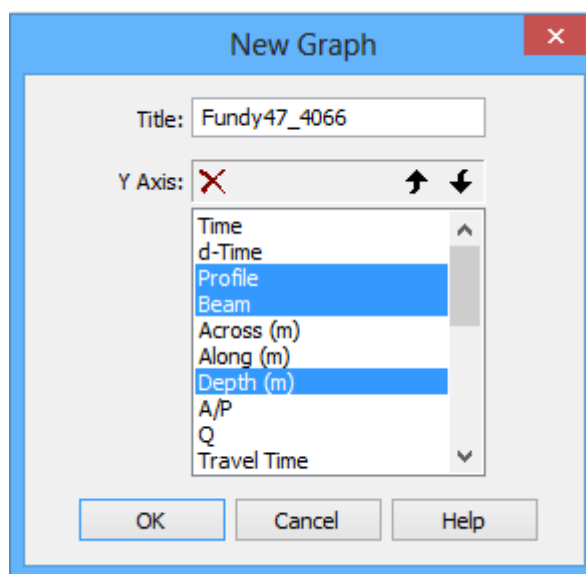 New Graph
Title: Fundy47_4066
Y Axis:
Time
d-Time
Profile
Beam
Across (m)
Along (m)
Depth (m)
A/P
Q
Travel Time
OK Cancel Help